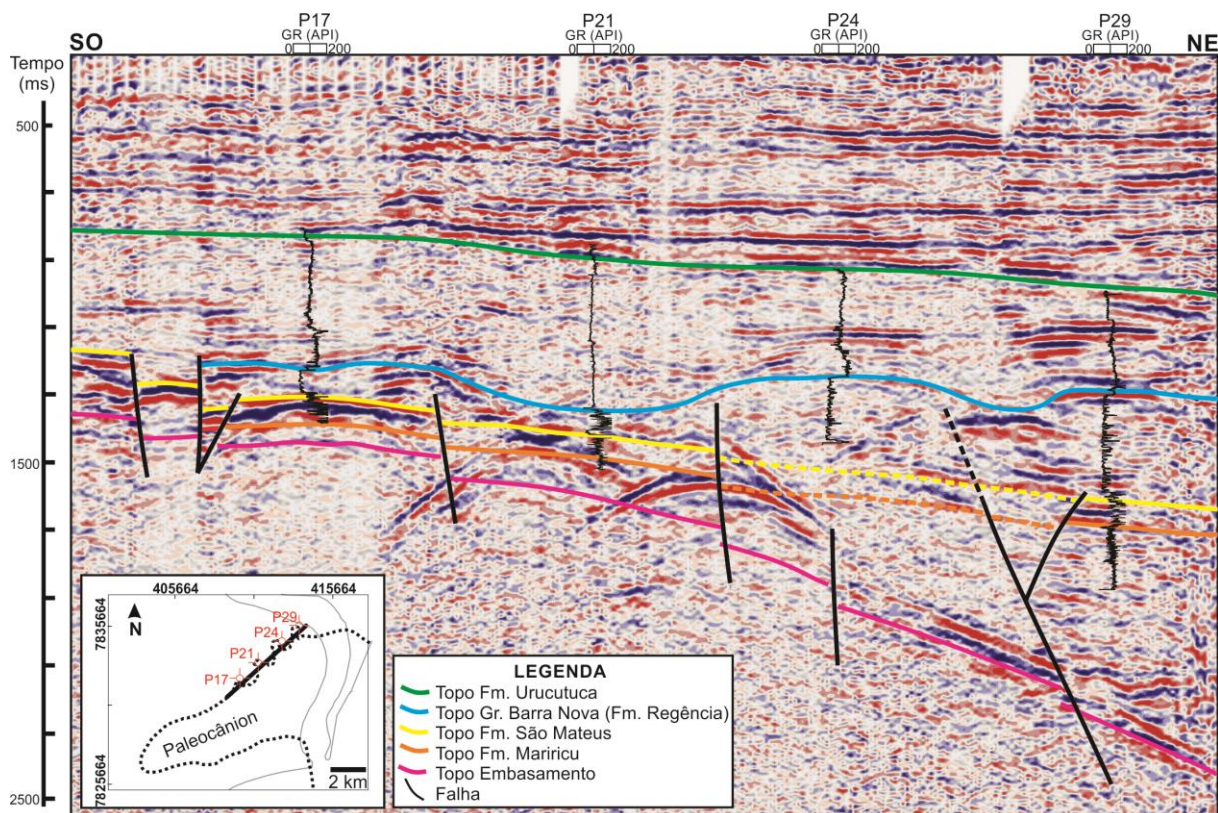 P17
P21
P24
P29
GR (API)
GR (API)
GR (API)
GR (API)
SO
0 200
0 200
0 200
0 200
NE
Tempo
(ms)
500
1500
2500
405664
415664
7835664
7825664
N
P29
P24
P21
P17
Paleocânion
2 km
LEGENDA
Topo Fm. Urucutuca
Topo Gr. Barra Nova (Fm. Regência)
Topo Fm. São Mateus
Topo Fm. Mariricu
Topo Embasamento
Falha